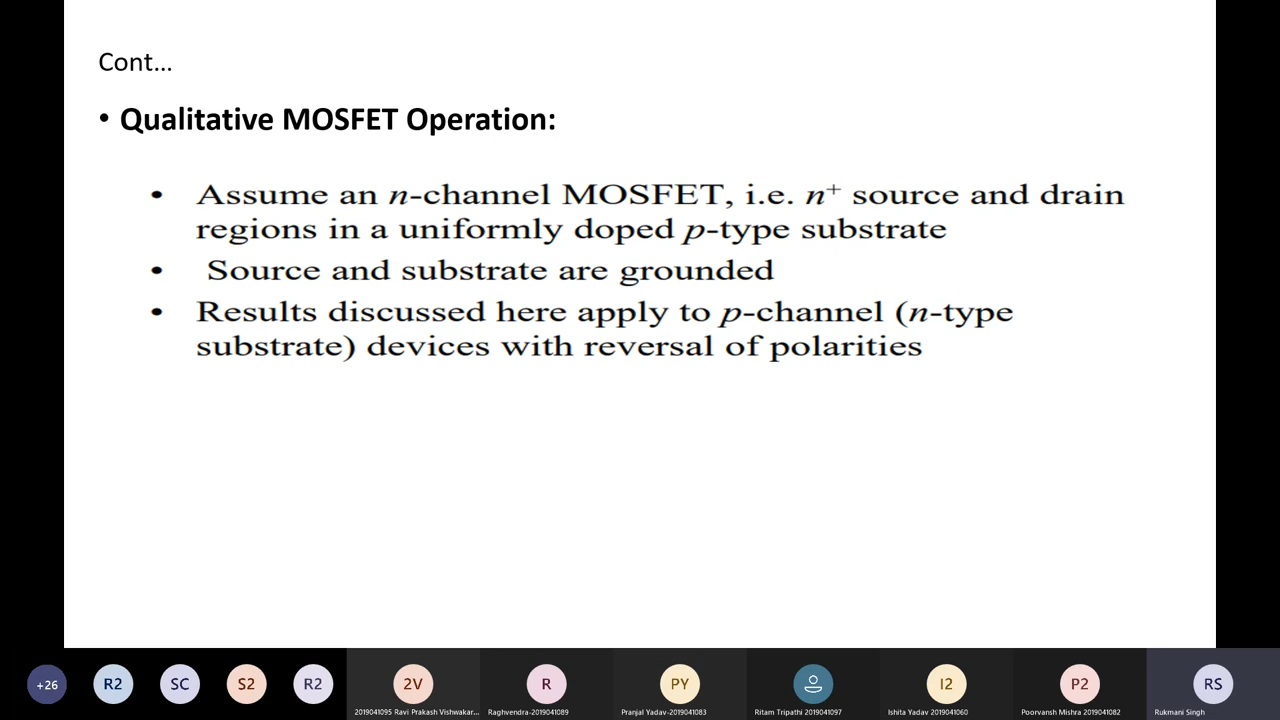 Cont...
• Qualitative MOSFET Operation:
• Assume an n-channel MOSFET, i.e. n⁺ source and drain
regions in a uniformly doped p-type substrate
• Source and substrate are grounded
• Results discussed here apply to p-channel (n-type
substrate) devices with reversal of polarities
+26 R2 SC S2 R2 2V R PY I2 P2 RS
2019041095 Ravi Prakash Vishwakar... Raghvendra-2019041089 Pranjal Yadav-2019041083 Ritam Tripathi 2019041097 Ishita Yadav 2019041060 Poorvansh Mishra 2019041082 Rukmani Singh